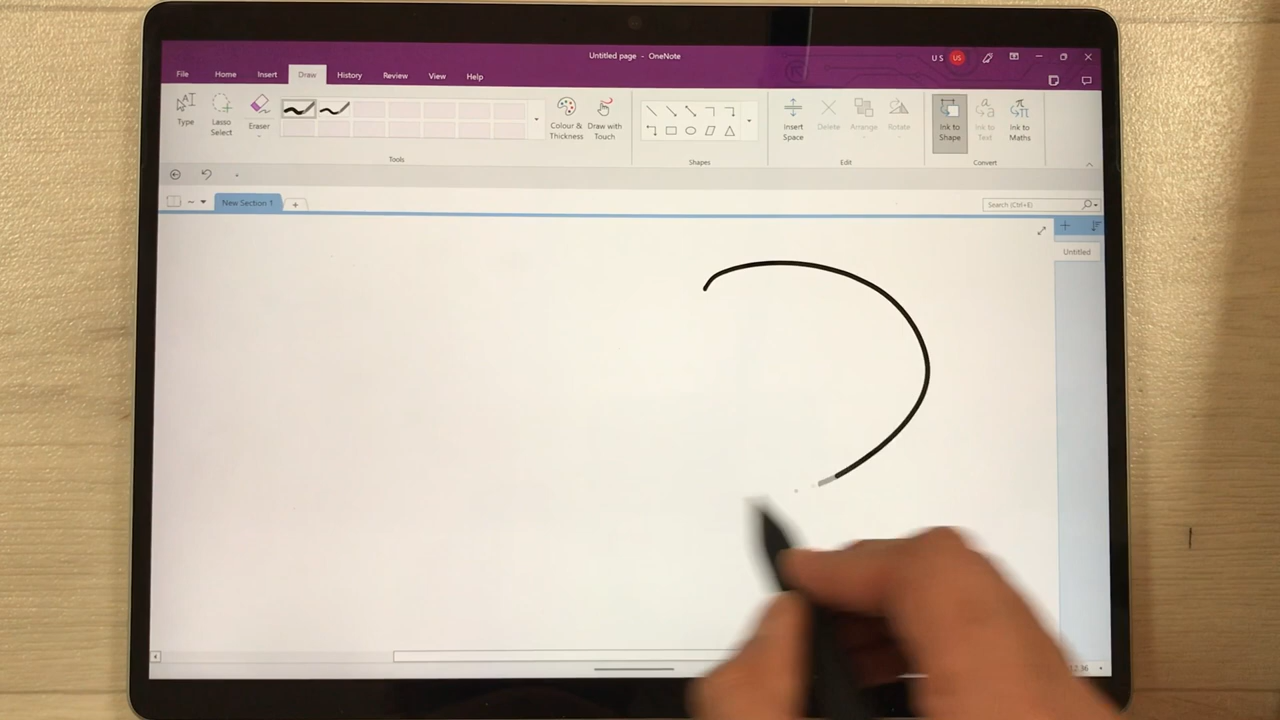 Untitled page - OneNote
U S US
File Home Insert Draw History Review View Help
Type
Lasso Select
Eraser
Colour & Thickness
Draw with Touch
Insert Space
Delete
Arrange
Rotate
Ink to Shape
Ink to Text
Ink to Maths
Tools Shapes Edit Convert
New Section 1
Search (Ctrl+E)
Untitled